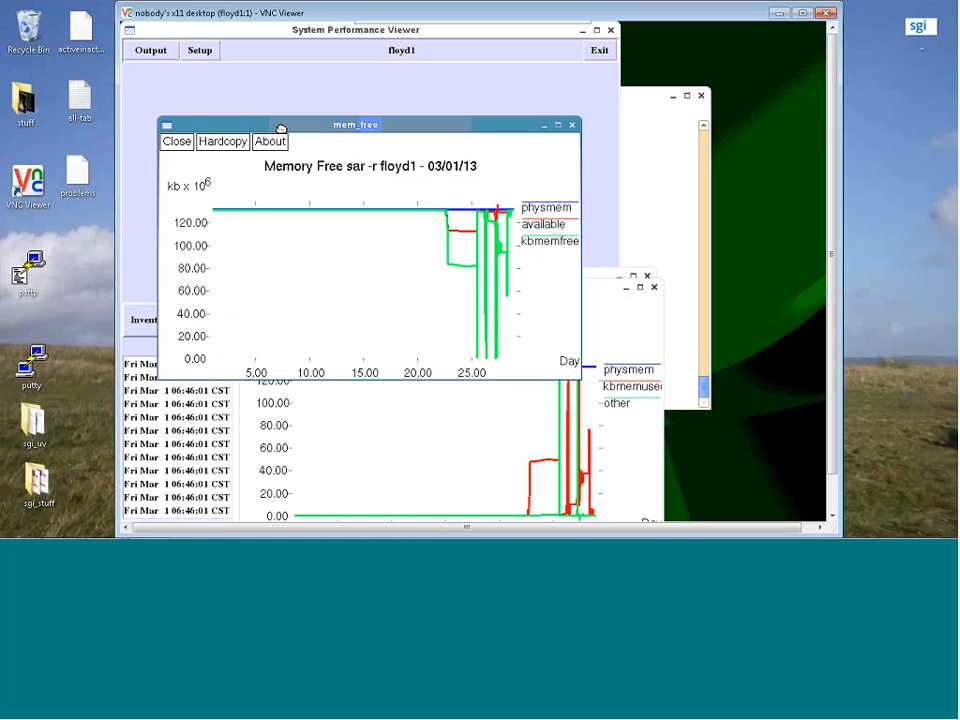 nobody's x11 desktop (floyd1:1) - VNC Viewer
System Performance Viewer
Output
Setup
floyd1
Exit
sgi
Recycle Bin
activeinact...
stuff
all-tab
VNC Viewer
problems
psftp
putty
sgi_uv
sgi_stuff
mem_free
Close
Hardcopy
About
Memory Free sar -r floyd1 - 03/01/13
kb x 10^6
120.00
100.00
80.00
60.00
40.00
20.00
0.00
5.00
10.00
15.00
20.00
25.00
Day
physmem
available
kbmemfree
Invent
Fri Mar
Fri Mar
Fri Mar 1 06:46:01 CST
Fri Mar 1 06:46:01 CST
Fri Mar 1 06:46:01 CST
Fri Mar 1 06:46:01 CST
Fri Mar 1 06:46:01 CST
Fri Mar 1 06:46:01 CST
Fri Mar 1 06:46:01 CST
Fri Mar 1 06:46:01 CST
Fri Mar 1 06:46:01 CST
Fri Mar 1 06:46:01 CST
120.00
100.00
80.00
60.00
40.00
20.00
0.00
physmem
kbmemused
other